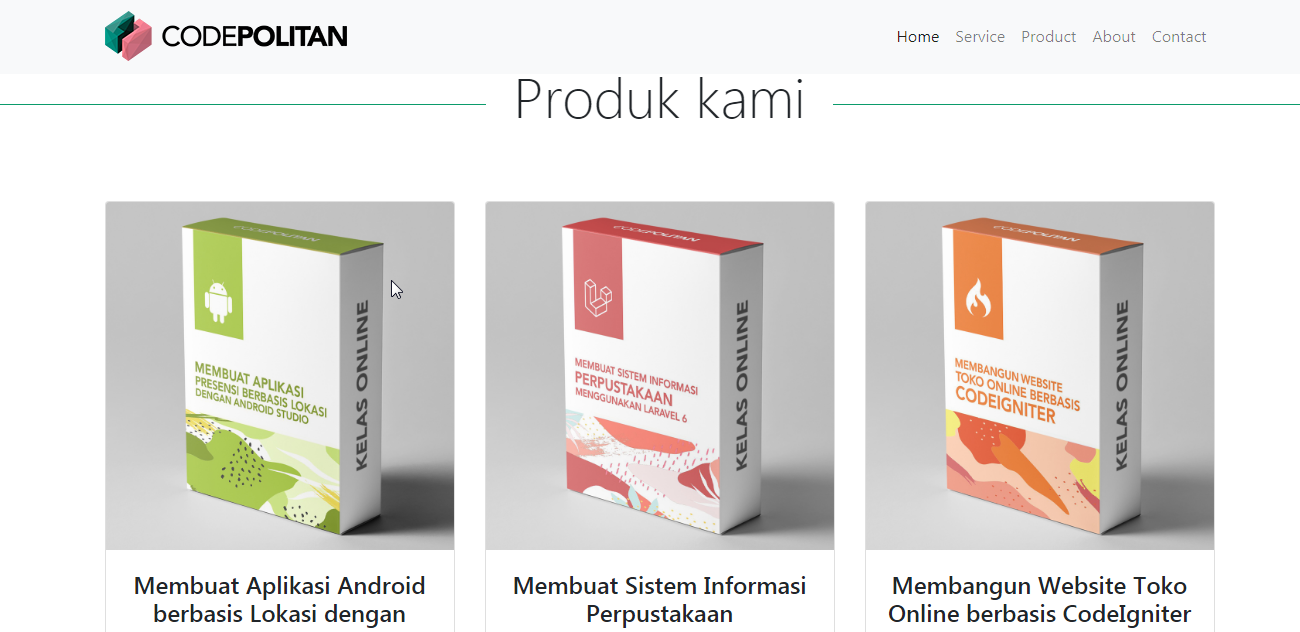 CODEPOLITAN
Home Service Product About Contact
Produk kami
CODEPOLITAN
MEMBUAT APLIKASI
PRESENSI BERBASIS LOKASI
DENGAN ANDROID STUDIO
KELAS ONLINE
CODEPOLITAN
MEMBUAT SISTEM INFORMASI
PERPUSTAKAAN
MENGGUNAKAN LARAVEL 6
KELAS ONLINE
CODEPOLITAN
MEMBANGUN WEBSITE
TOKO ONLINE BERBASIS
CODEIGNITER
KELAS ONLINE
Membuat Aplikasi Android
berbasis Lokasi dengan
Membuat Sistem Informasi
Perpustakaan
Membangun Website Toko
Online berbasis CodeIgniter